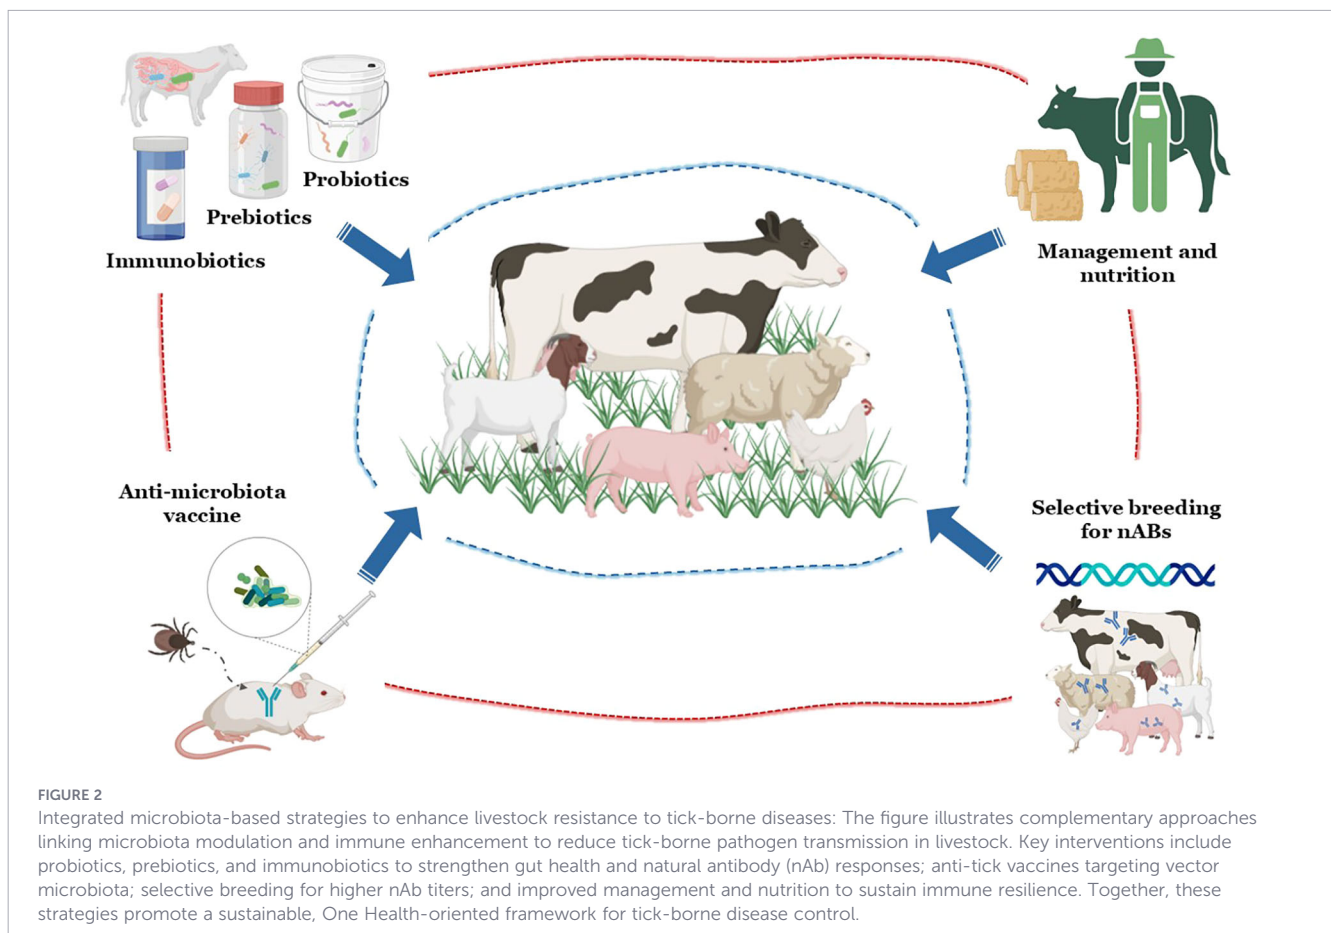 Probiotics
Prebiotics
Immunobiotics
Management and
nutrition
Anti-microbiota
vaccine
Selective breeding
for nABs
FIGURE 2
Integrated microbiota-based strategies to enhance livestock resistance to tick-borne diseases: The figure illustrates complementary approaches
linking microbiota modulation and immune enhancement to reduce tick-borne pathogen transmission in livestock. Key interventions include
probiotics, prebiotics, and immunobiotics to strengthen gut health and natural antibody (nAb) responses; anti-tick vaccines targeting vector
microbiota; selective breeding for higher nAb titers; and improved management and nutrition to sustain immune resilience. Together, these
strategies promote a sustainable, One Health-oriented framework for tick-borne disease control.